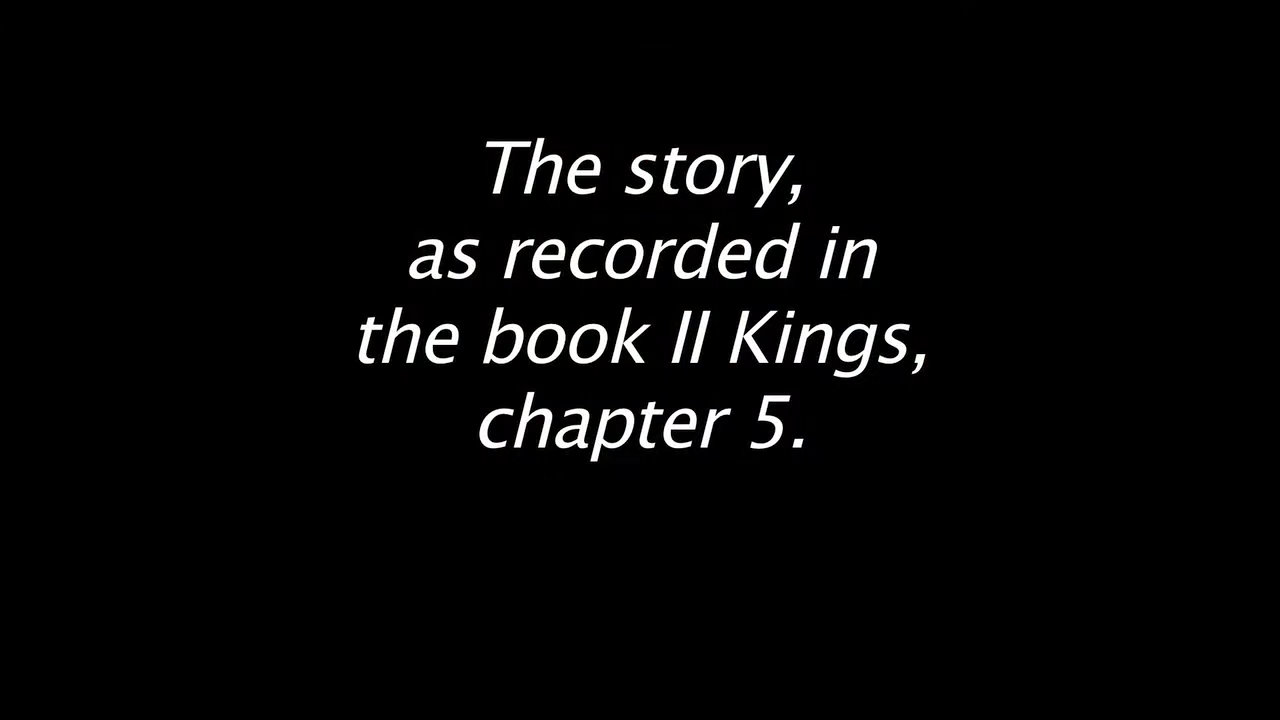 The story,
as recorded in
the book II Kings,
chapter 5.